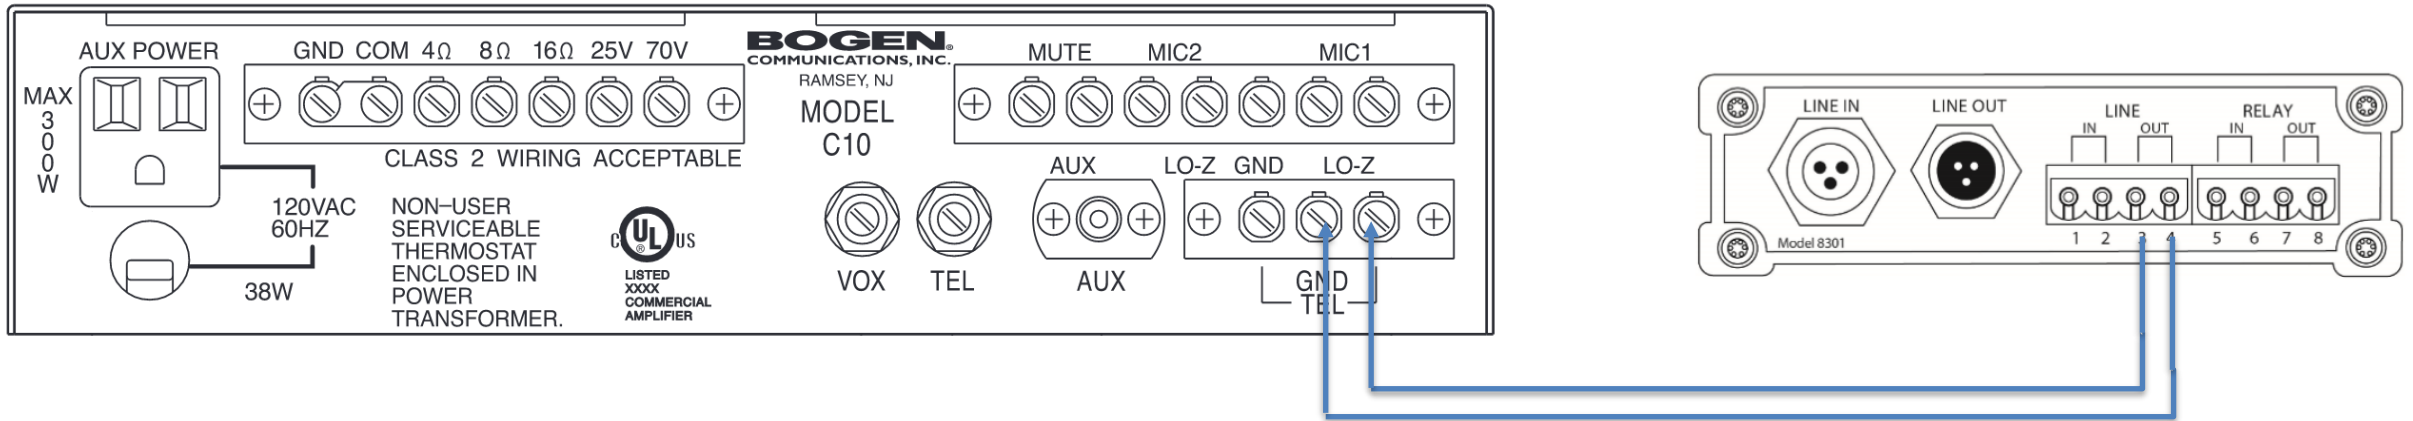 AUX POWER
GND COM 4Ω 8Ω 16Ω 25V 70V
MAX
3
0
0
W
CLASS 2 WIRING ACCEPTABLE
120VAC
60HZ
38W
NON-USER
SERVICEABLE
THERMOSTAT
ENCLOSED IN
POWER
TRANSFORMER.
C UL ® US
LISTED
XXXX
COMMERCIAL
AMPLIFIER
BOGEN®
COMMUNICATIONS, INC.
RAMSEY, NJ
MODEL
C10
VOX TEL
MUTE MIC2 MIC1
AUX LO-Z GND LO-Z
AUX
GND
TEL
LINE IN LINE OUT
LINE RELAY
IN OUT IN OUT
1 2 3 4 5 6 7 8
Model 8301